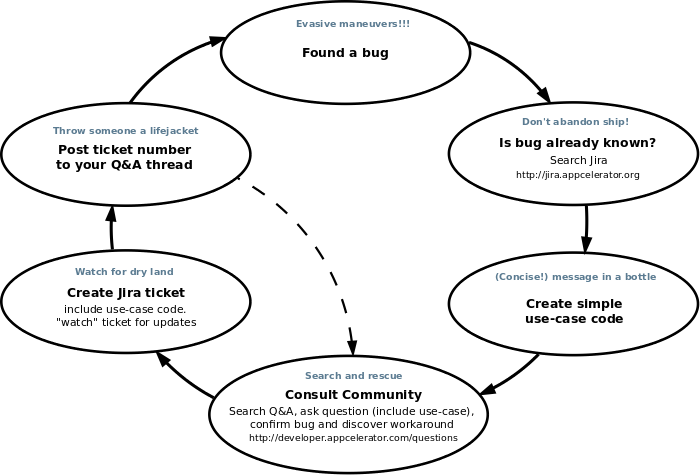 Evasive maneuvers!!!
Found a bug
Don't abandon ship!
Is bug already known?
Search Jira
http://jira.appcelerator.org
(Concise!) message in a bottle
Create simple
use-case code
Search and rescue
Consult Community
Search Q&A, ask question (include use-case),
confirm bug and discover workaround
http://developer.appcelerator.com/questions
Watch for dry land
Create Jira ticket
include use-case code.
"watch" ticket for updates
Throw someone a lifejacket
Post ticket number
to your Q&A thread